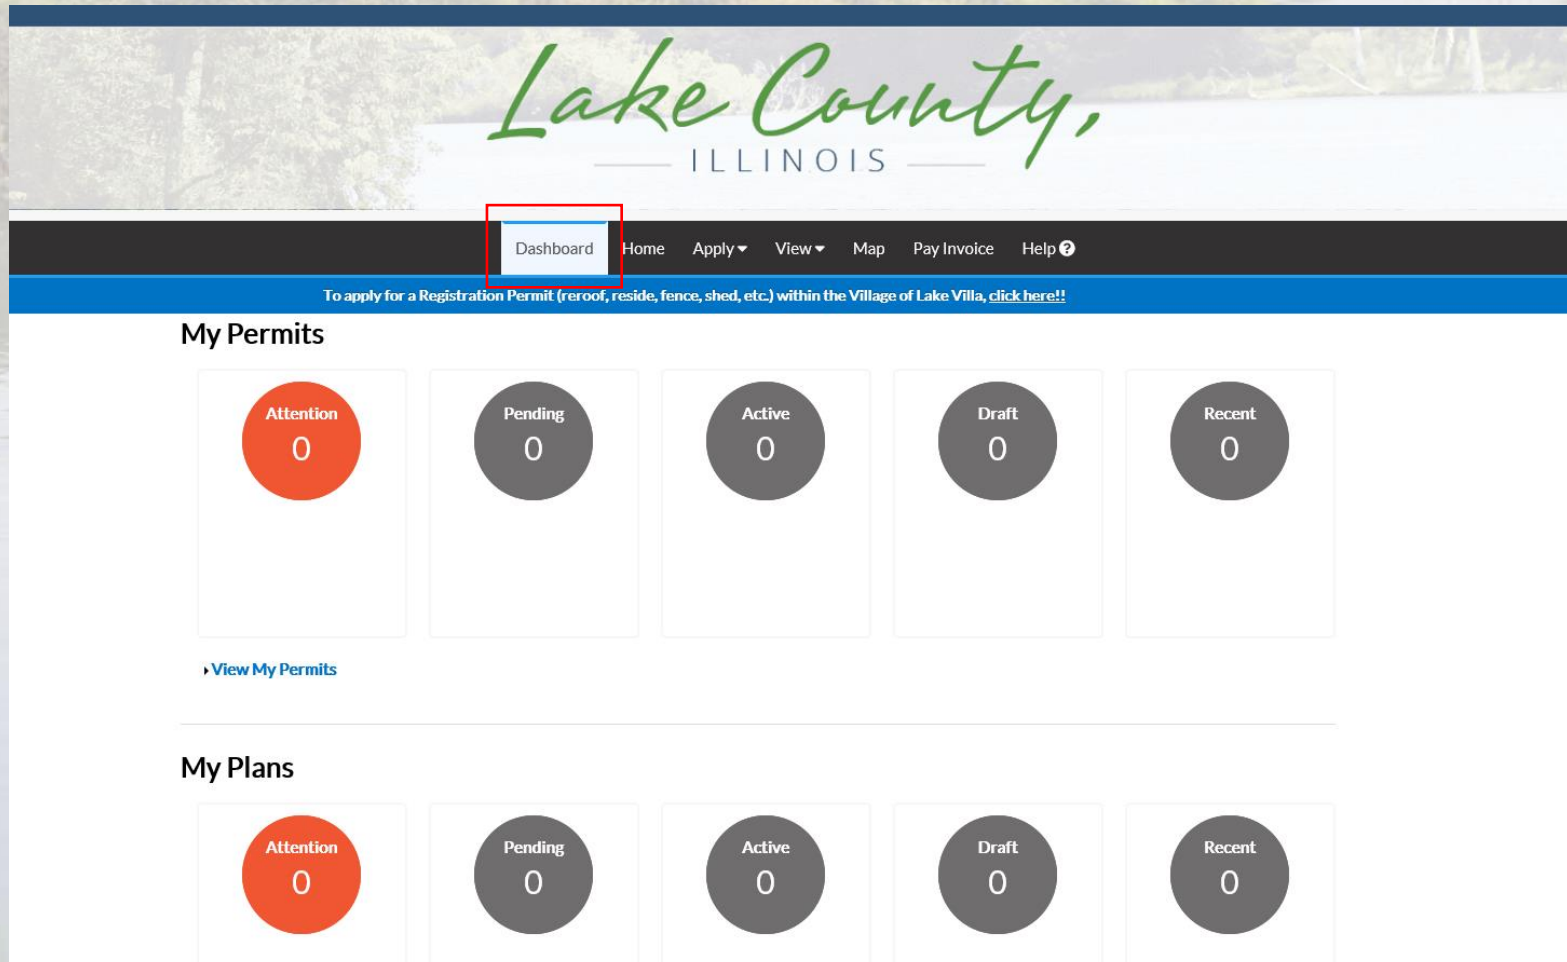 Lake County,
ILLINOIS
Dashboard Home Apply View Map Pay Invoice Help ?
To apply for a Registration Permit (reroof, reside, fence, shed, etc.) within the Village of Lake Villa, click here!!
My Permits
Attention Pending Active Draft Recent
0 0 0 0 0
View My Permits
My Plans
Attention Pending Active Draft Recent
0 0 0 0 0